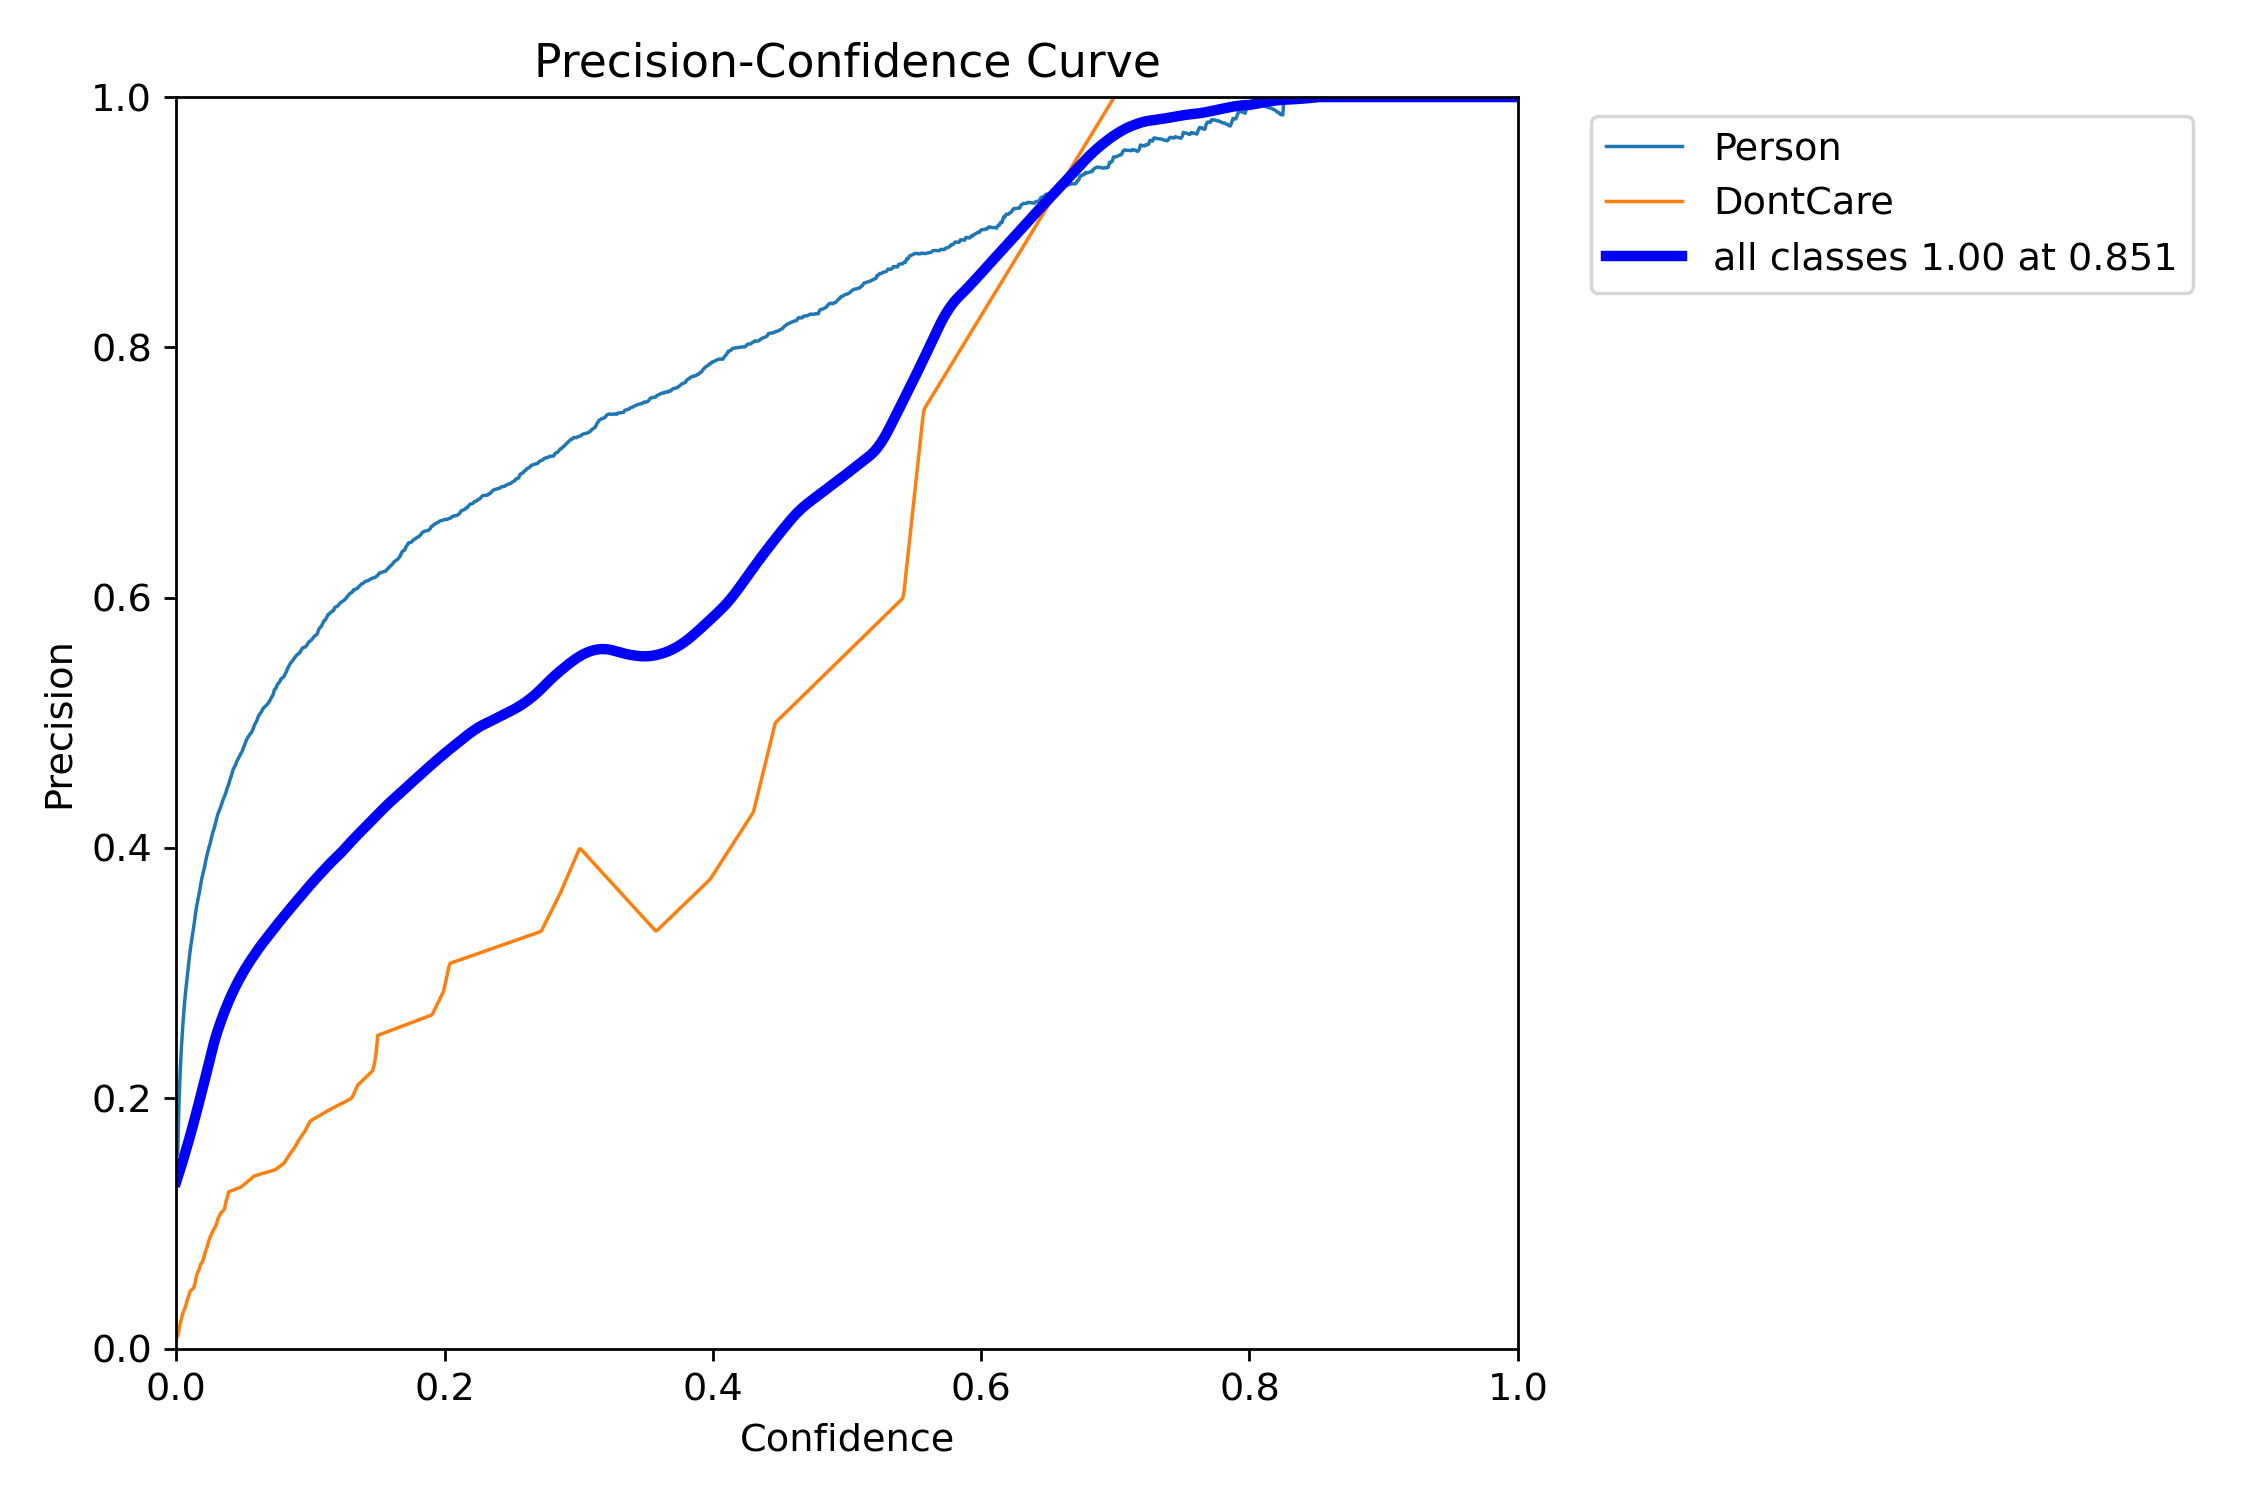 Precision-Confidence Curve
1.0
0.8
0.6
0.4
0.2
0.0
Precision
0.0 0.2 0.4 0.6 0.8 1.0
Confidence
Person
DontCare
all classes 1.00 at 0.851